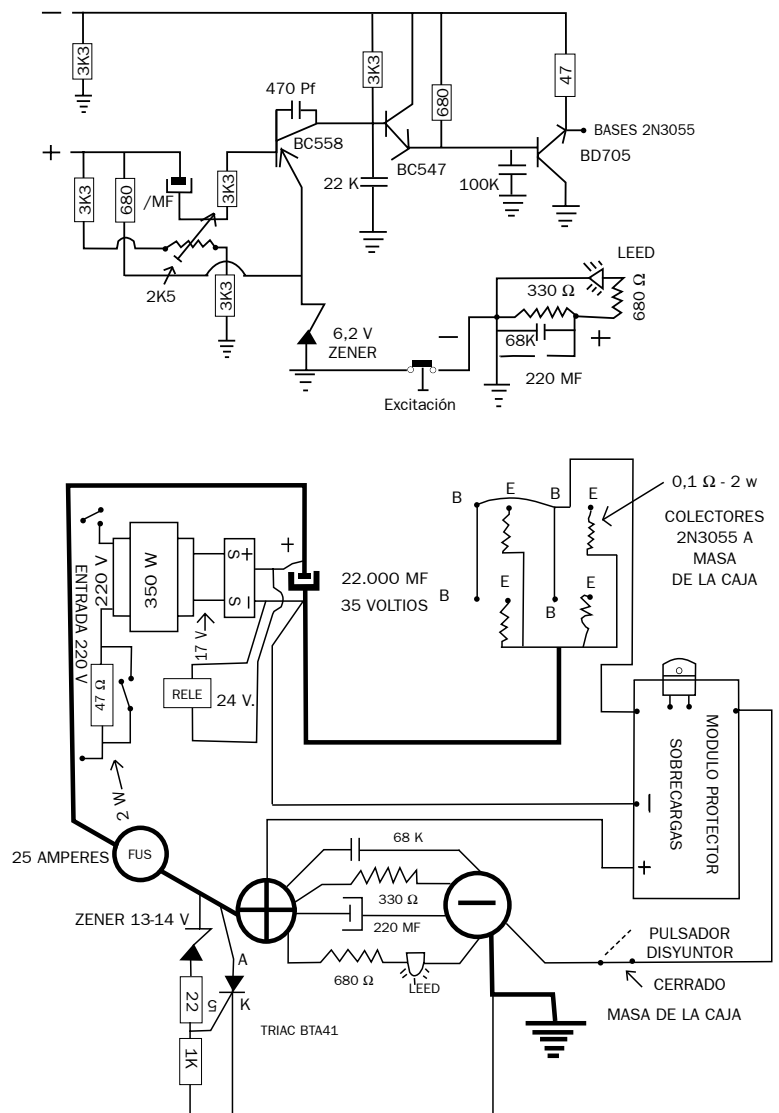 −
3K3
470 Pf
3K3
680
47
BASES 2N3055
BC558
BC547
BD705
+
3K3
680
/MF
3K3
22 K
100K
2K5
3K3
LEED
330 Ω
680 Ω
6,2 V
ZENER
−
68K
+
220 MF
Excitación
B
E
B
E
0,1 Ω - 2 w
COLECTORES
2N3055 A
MASA
DE LA CAJA
B
E
B
E
ENTRADA 220 V
220 V
350 W
S + 
S −
+
22.000 MF
35 VOLTIOS
17 V
RELE
24 V.
47 Ω
2 W
MODULO PROTECTOR
SOBRECARGAS
−
+
25 AMPERES
FUS
68 K
330 Ω
220 MF
680 Ω
LEED
+
−
ZENER 13-14 V
A
K
22
5
1K
TRIAC BTA41
PULSADOR
DISYUNTOR
CERRADO
MASA DE LA CAJA